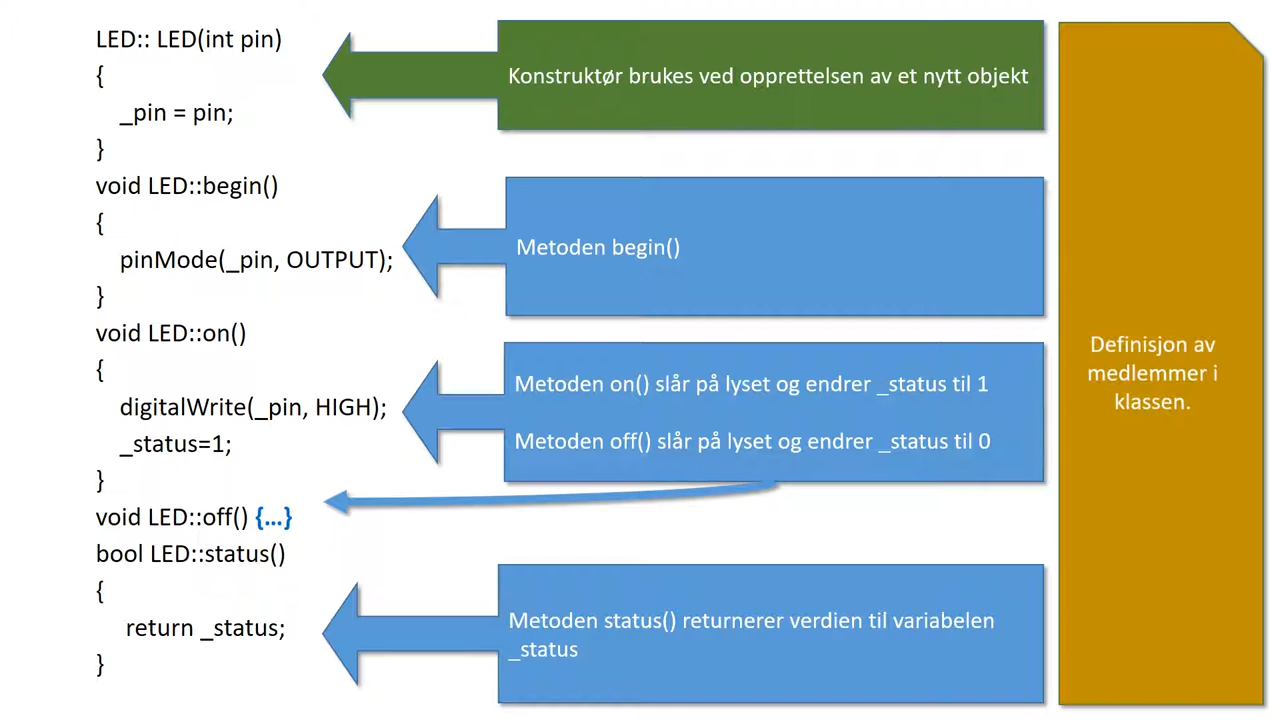 LED:: LED(int pin)
{
_pin = pin;
}
void LED::begin()
{
pinMode(_pin, OUTPUT);
}
void LED::on()
{
digitalWrite(_pin, HIGH);
_status=1;
}
void LED::off() {...}
bool LED::status()
{
return _status;
}
Konstruktør brukes ved opprettelsen av et nytt objekt
Metoden begin()
Metoden on() slår på lyset og endrer _status til 1
Metoden off() slår på lyset og endrer _status til 0
Metoden status() returnerer verdien til variabelen
_status
Definisjon av
medlemmer i
klassen.